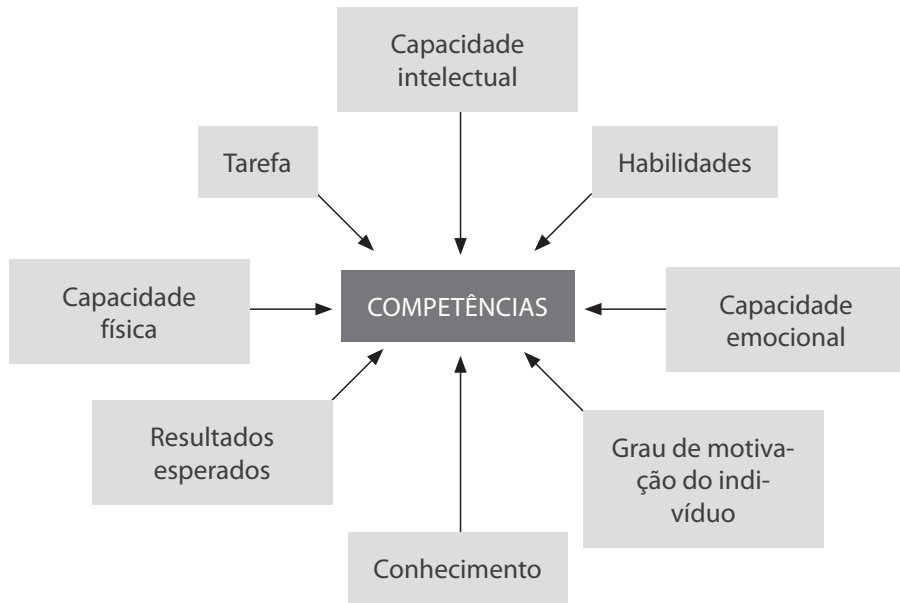 Capacidade
intelectual
Tarefa
Habilidades
Capacidade
física
COMPETÊNCIAS
Capacidade
emocional
Resultados
esperados
Grau de motiva-
ção do indi-
víduo
Conhecimento